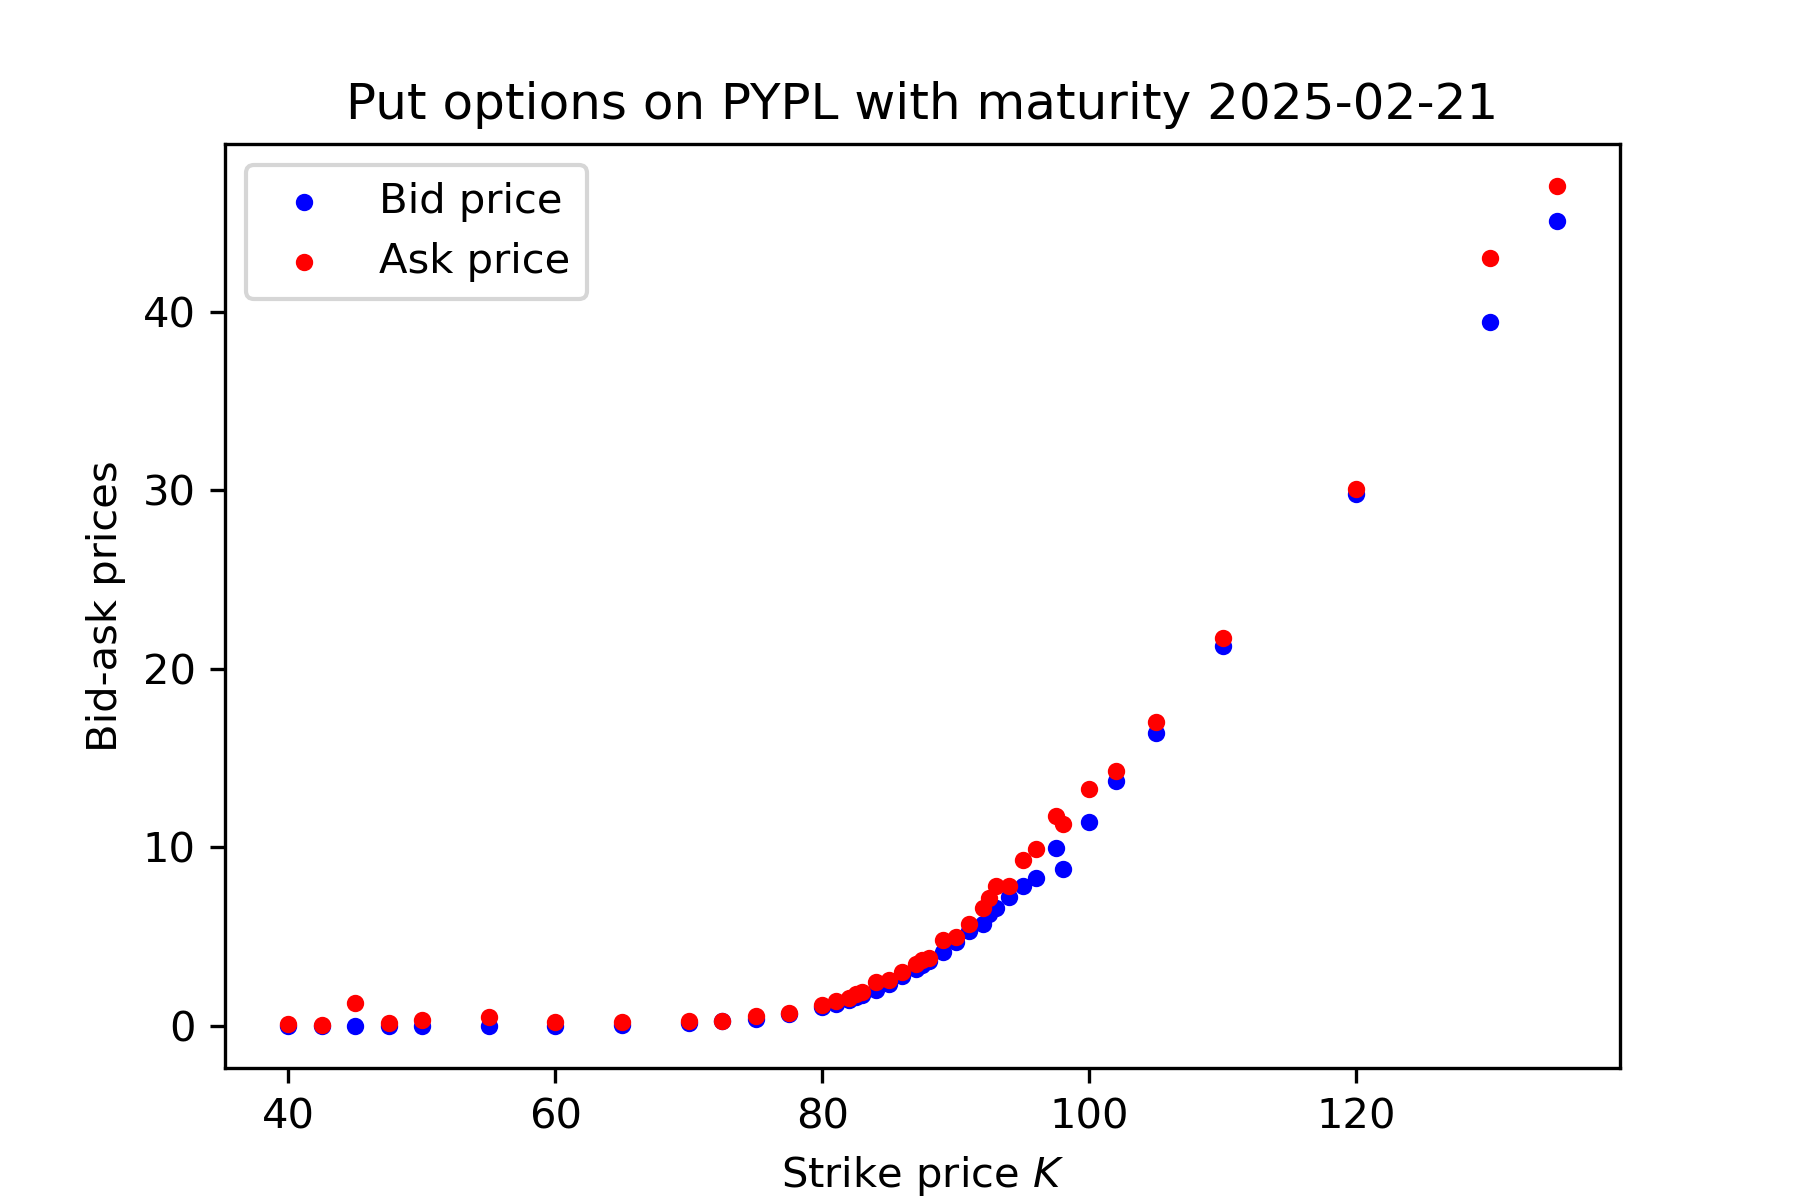 Put options on PYPL with maturity 2025-02-21
Bid price
Ask price
Bid-ask prices
40
30
20
10
0
40 60 80 100 120
Strike price K